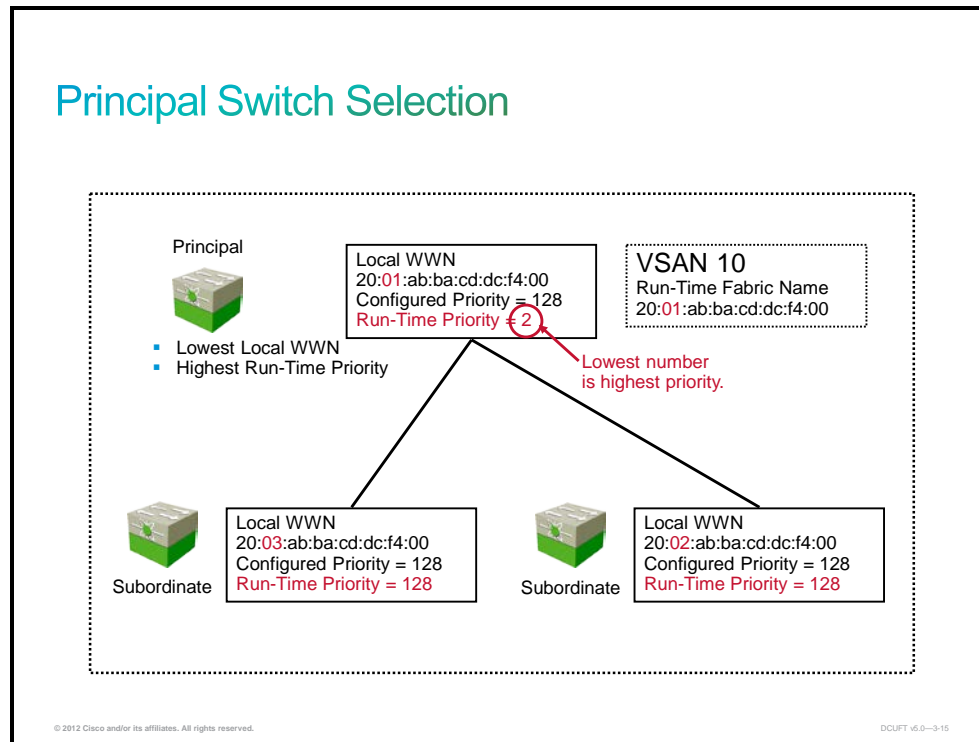 Principal Switch Selection
Principal
Local WWN
20:01:ab:ba:cd:dc:f4:00
Configured Priority = 128
Run-Time Priority = 2
VSAN 10
Run-Time Fabric Name
20:01:ab:ba:cd:dc:f4:00
Lowest Local WWN
Highest Run-Time Priority
Lowest number
is highest priority.
Subordinate
Local WWN
20:03:ab:ba:cd:dc:f4:00
Configured Priority = 128
Run-Time Priority = 128
Subordinate
Local WWN
20:02:ab:ba:cd:dc:f4:00
Configured Priority = 128
Run-Time Priority = 128
© 2012 Cisco and/or its affiliates. All rights reserved.
DCUFT v5.0—3-15